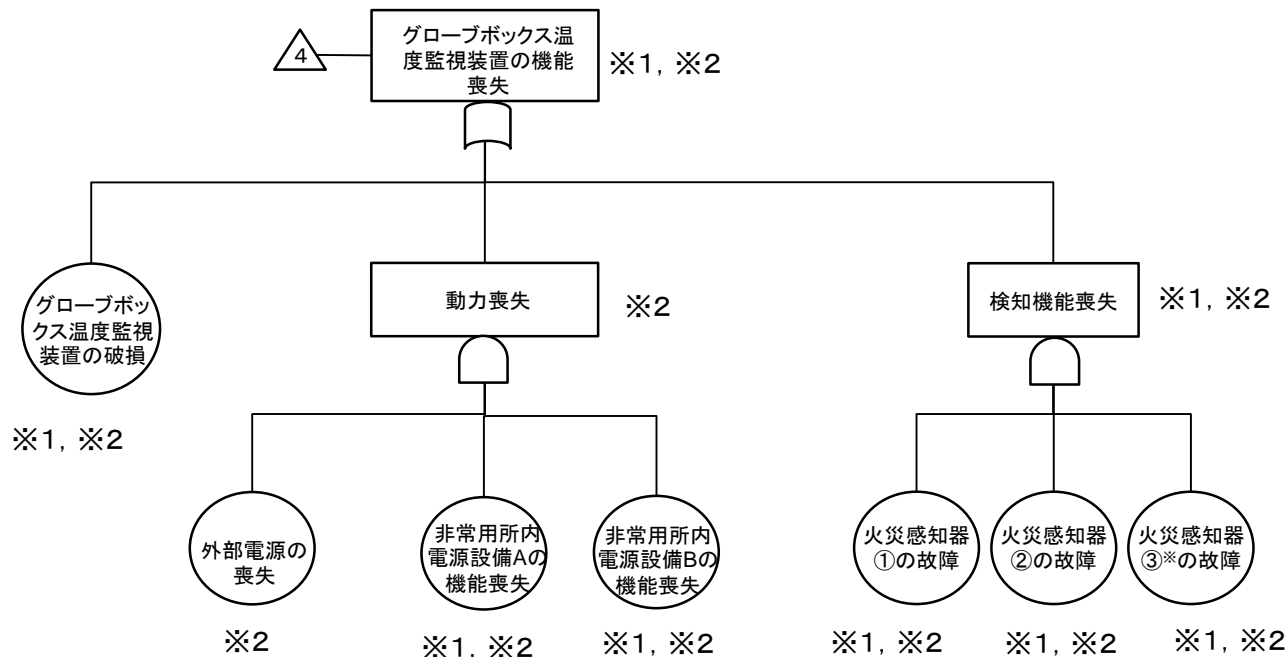 4
グローブボックス温
度監視装置の機能
喪失
※1, ※2
グローブボッ
クス温度監視
装置の破損
※1, ※2
動力喪失
※2
検知機能喪失
※1, ※2
外部電源の
喪失
※2
非常用所内
電源設備Aの
機能喪失
※1, ※2
非常用所内
電源設備Bの
機能喪失
※1, ※2
火災感知器
①の故障
※1, ※2
火災感知器
②の故障
※1, ※2
火災感知器
③※の故障
※1, ※2